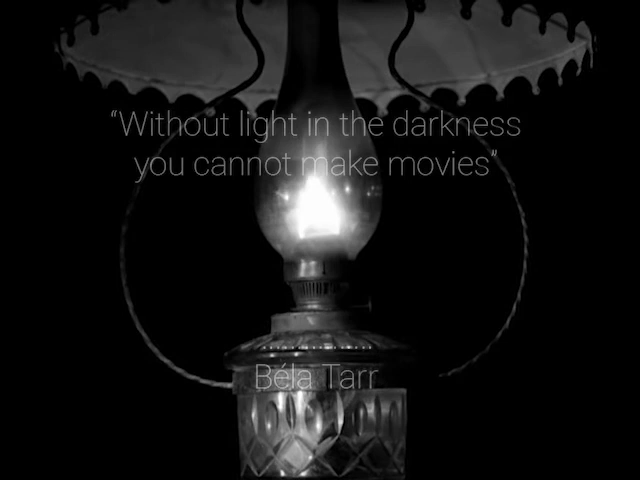 “Without light in the darkness
you cannot make movies”
Béla Tarr